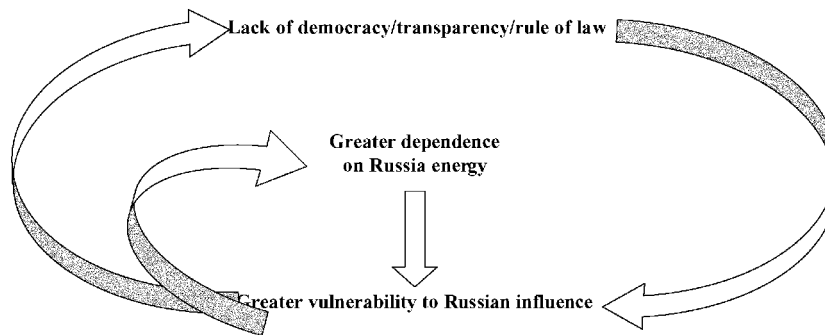 Lack of democracy/transparency/rule of law
Greater dependence
on Russia energy
Greater vulnerability to Russian influence